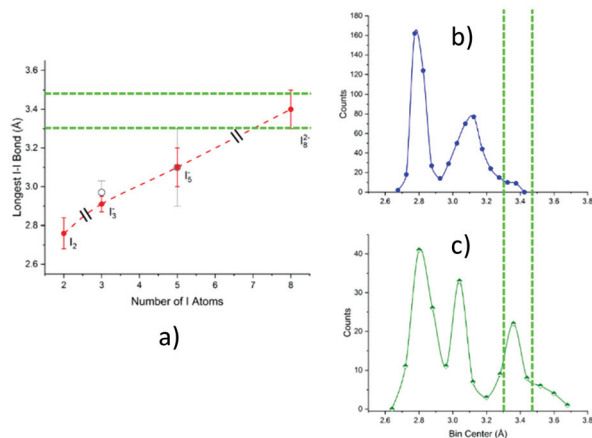 a)
Longest I-I Bond (Å)
3.6
3.4
3.2
3.0
2.8
2.6
I₂
I₃⁻
I₅⁻
I₈²⁻
2 3 4 5 6 7 8
Number of I Atoms
b)
Counts
180
160
140
120
100
80
60
40
20
0
2.6 2.8 3.0 3.2 3.4 3.6 3.8
c)
Counts
50
40
30
20
10
0
2.6 2.8 3.0 3.2 3.4 3.6 3.8
Bin Center (Å)